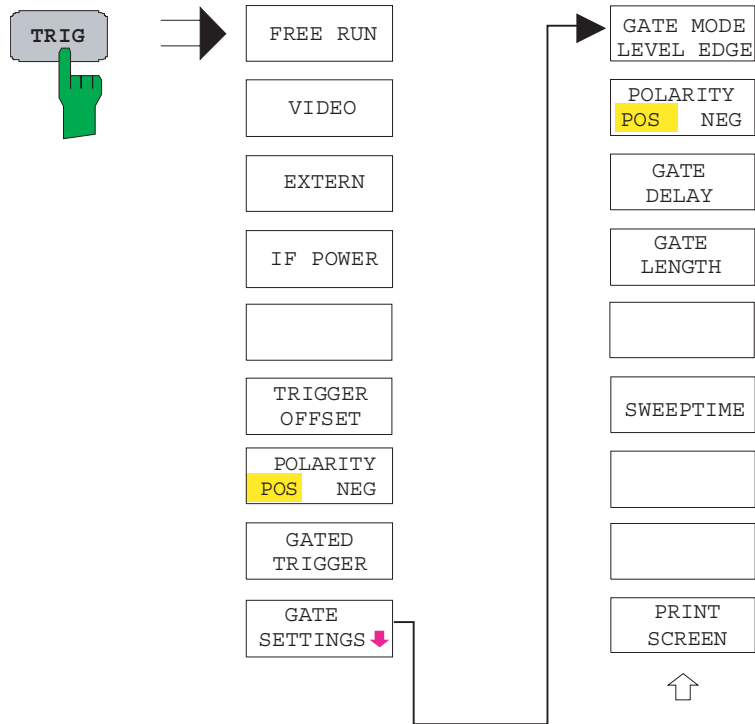 TRIG
FREE RUN
VIDEO
EXTERN
IF POWER
TRIGGER
OFFSET
POLARITY
POS NEG
GATED
TRIGGER
GATE
SETTINGS
GATE MODE
LEVEL EDGE
POLARITY
POS NEG
GATE
DELAY
GATE
LENGTH
SWEEPTIME
PRINT
SCREEN